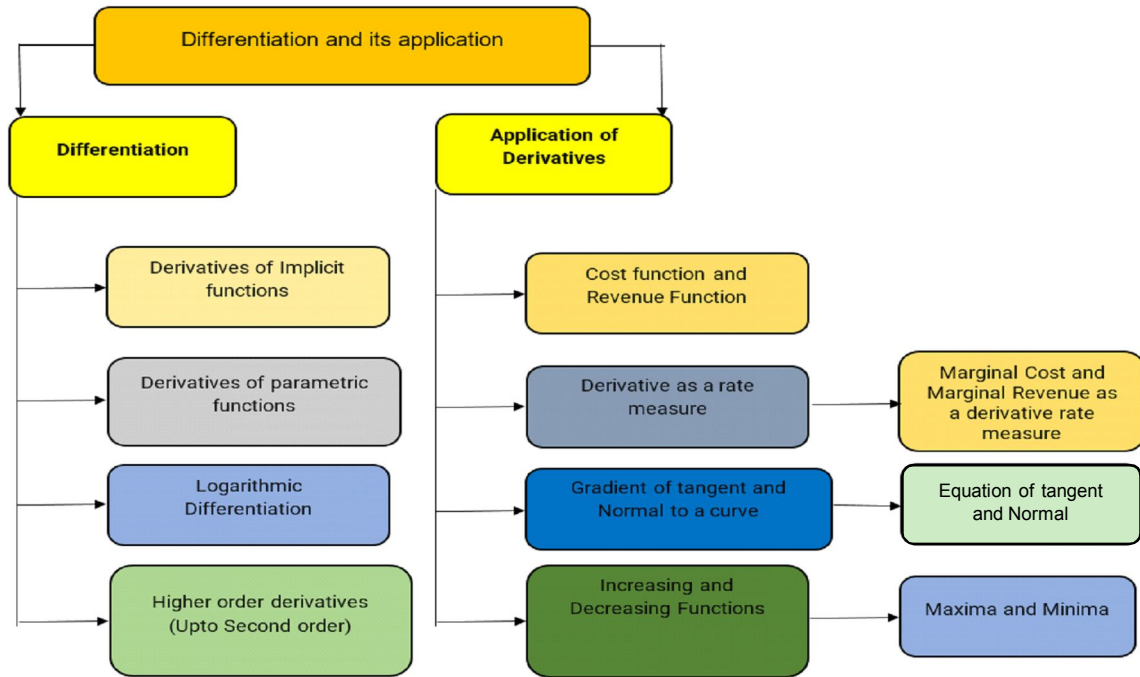 Differentiation and its application
Differentiation
Application of
Derivatives
Derivatives of Implicit
functions
Derivatives of parametric
functions
Logarithmic
Differentiation
Higher order derivatives
(Upto Second order)
Cost function and
Revenue Function
Derivative as a rate
measure
Marginal Cost and
Marginal Revenue as
a derivative rate
measure
Gradient of tangent and
Normal to a curve
Equation of tangent
and Normal
Increasing and
Decreasing Functions
Maxima and Minima